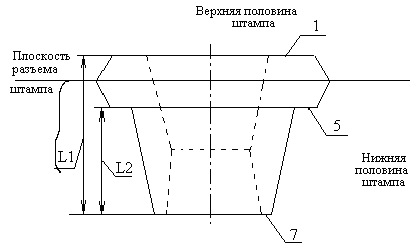 Верхняя половина
штампа
1
Плоскость
разъема
штампа
5
L1
L2
Нижняя
половина
штампа
7